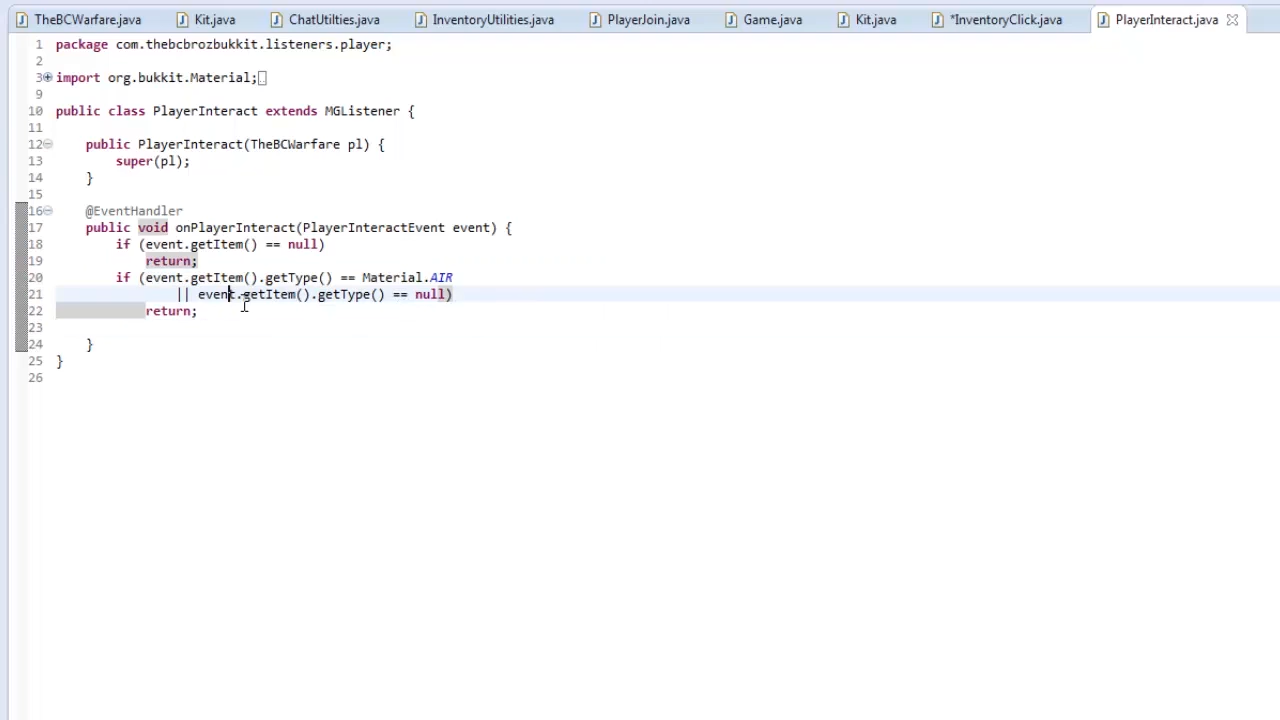 TheBCWarfare.java Kit.java ChatUtilties.java InventoryUtilities.java PlayerJoin.java Game.java Kit.java *InventoryClick.java PlayerInteract.java
1 package com.thebcbrozbukkit.listeners.player;
2
3 import org.bukkit.Material;
9
10 public class PlayerInteract extends MGListener {
11
12 public PlayerInteract(TheBCWarfare pl) {
13 super(pl);
14 }
15
16 @EventHandler
17 public void onPlayerInteract(PlayerInteractEvent event) {
18 if (event.getItem() == null)
19 return;
20 if (event.getItem().getType() == Material.AIR
21 || event.getItem().getType() == null)
22 return;
23
24 }
25 }
26